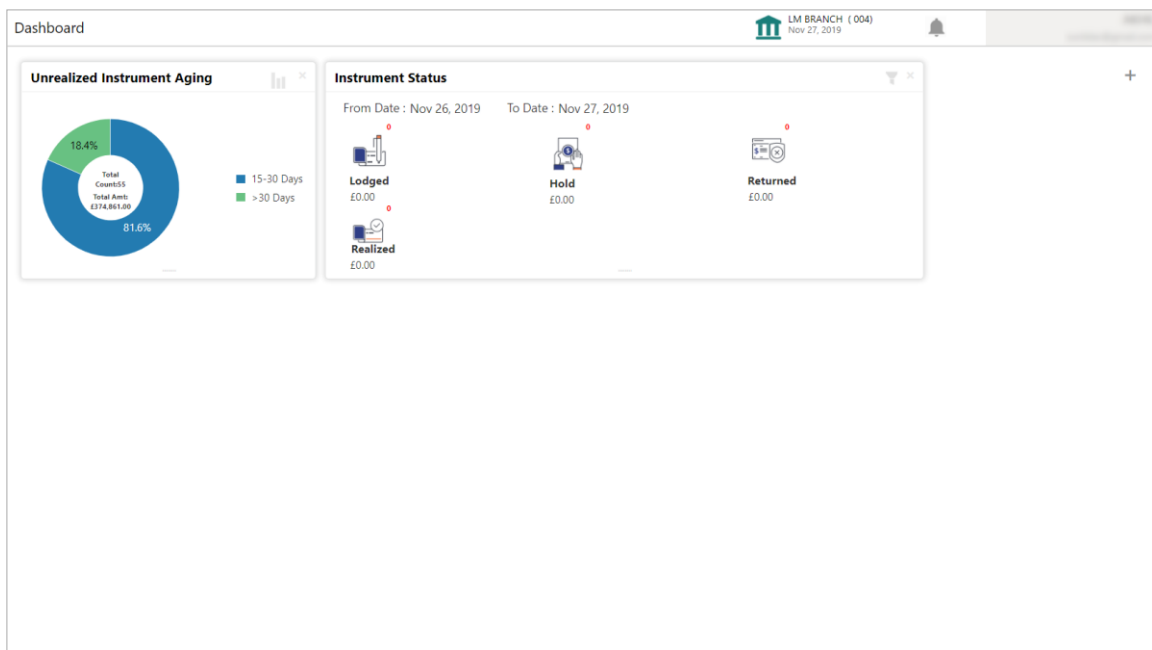 Dashboard
LM BRANCH ( 004)
Nov 27, 2019
Unrealized Instrument Aging
18.4%
Total
Count:55
Total Amt:
£374,861.00
81.6%
15-30 Days
>30 Days
Instrument Status
From Date : Nov 26, 2019 To Date : Nov 27, 2019
0
Lodged
£0.00
0
Hold
£0.00
0
Returned
£0.00
0
Realized
£0.00